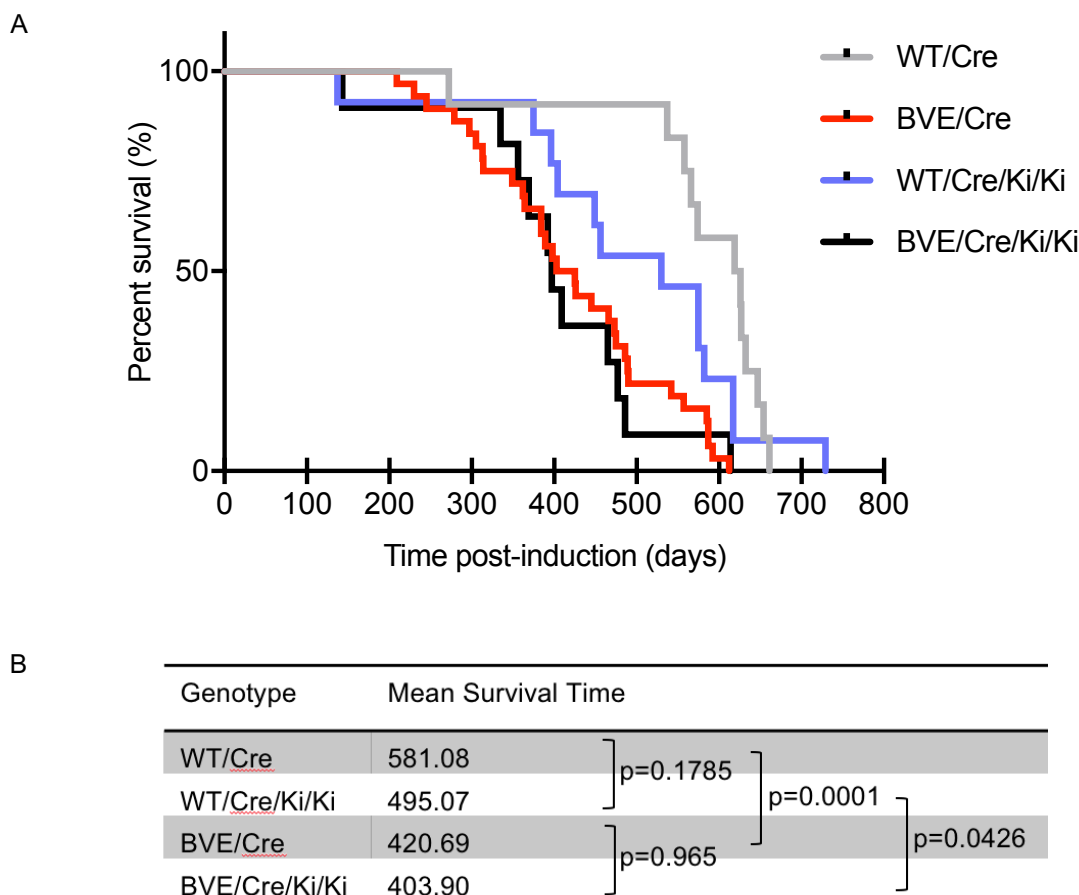 A
100
50
0
Percent survival (%)
0 100 200 300 400 500 600 700 800
Time post-induction (days)
WT/Cre
BVE/Cre
WT/Cre/Ki/Ki
BVE/Cre/Ki/Ki
B
Genotype Mean Survival Time
WT/Cre 581.08
WT/Cre/Ki/Ki 495.07
BVE/Cre 420.69
BVE/Cre/Ki/Ki 403.90
p=0.1785
p=0.0001
p=0.965
p=0.0426